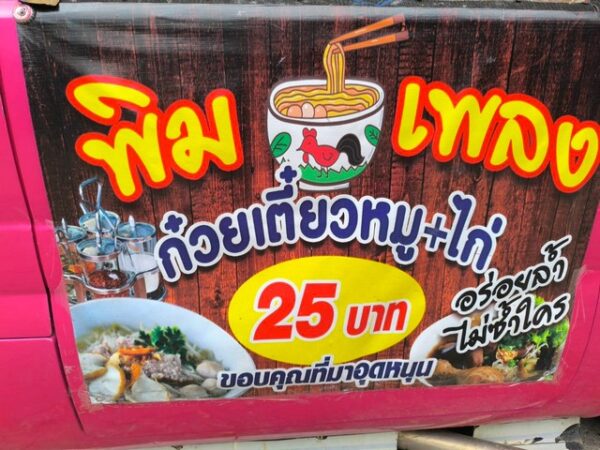 พิม เพลง
ก๋วยเตี๋ยวหมู+ไก่
25 บาท
อร่อยล้ำ
ไม่ซ้ำใคร
ขอบคุณที่มาอุดหนุน